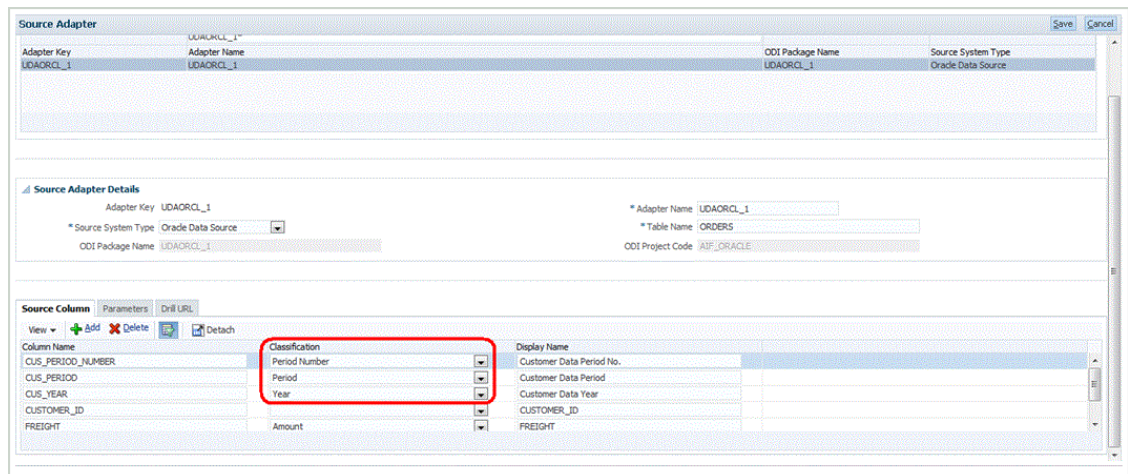 Source Adapter Save Cancel
UDAORCL_1*
Adapter Key Adapter Name ODI Package Name Source System Type
UDAORCL_1 UDAORCL_1 UDAORCL_1 Oracle Data Source
Source Adapter Details
Adapter Key UDAORCL_1 * Adapter Name UDAORCL_1
* Source System Type Oracle Data Source * Table Name ORDERS
ODI Package Name UDAORCL_1 ODI Project Code AIF_ORACLE
Source Column Parameters Drill URL
View Add Delete Detach
Column Name Classification Display Name
CUS_PERIOD_NUMBER Period Number Customer Data Period No.
CUS_PERIOD Period Customer Data Period
CUS_YEAR Year Customer Data Year
CUSTOMER_ID CUSTOMER_ID
FREIGHT Amount FREIGHT